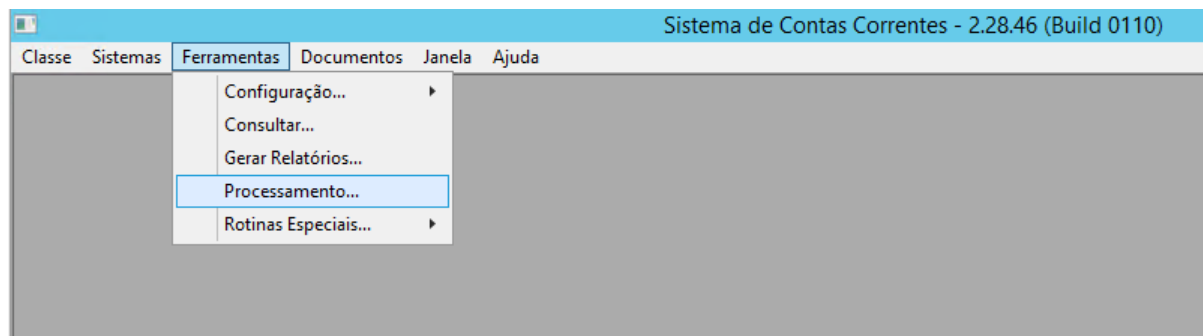 Sistema de Contas Correntes - 2.28.46 (Build 0110)
Classe Sistemas Ferramentas Documentos Janela Ajuda
Configuração...
Consultar...
Gerar Relatórios...
Processamento...
Rotinas Especiais...